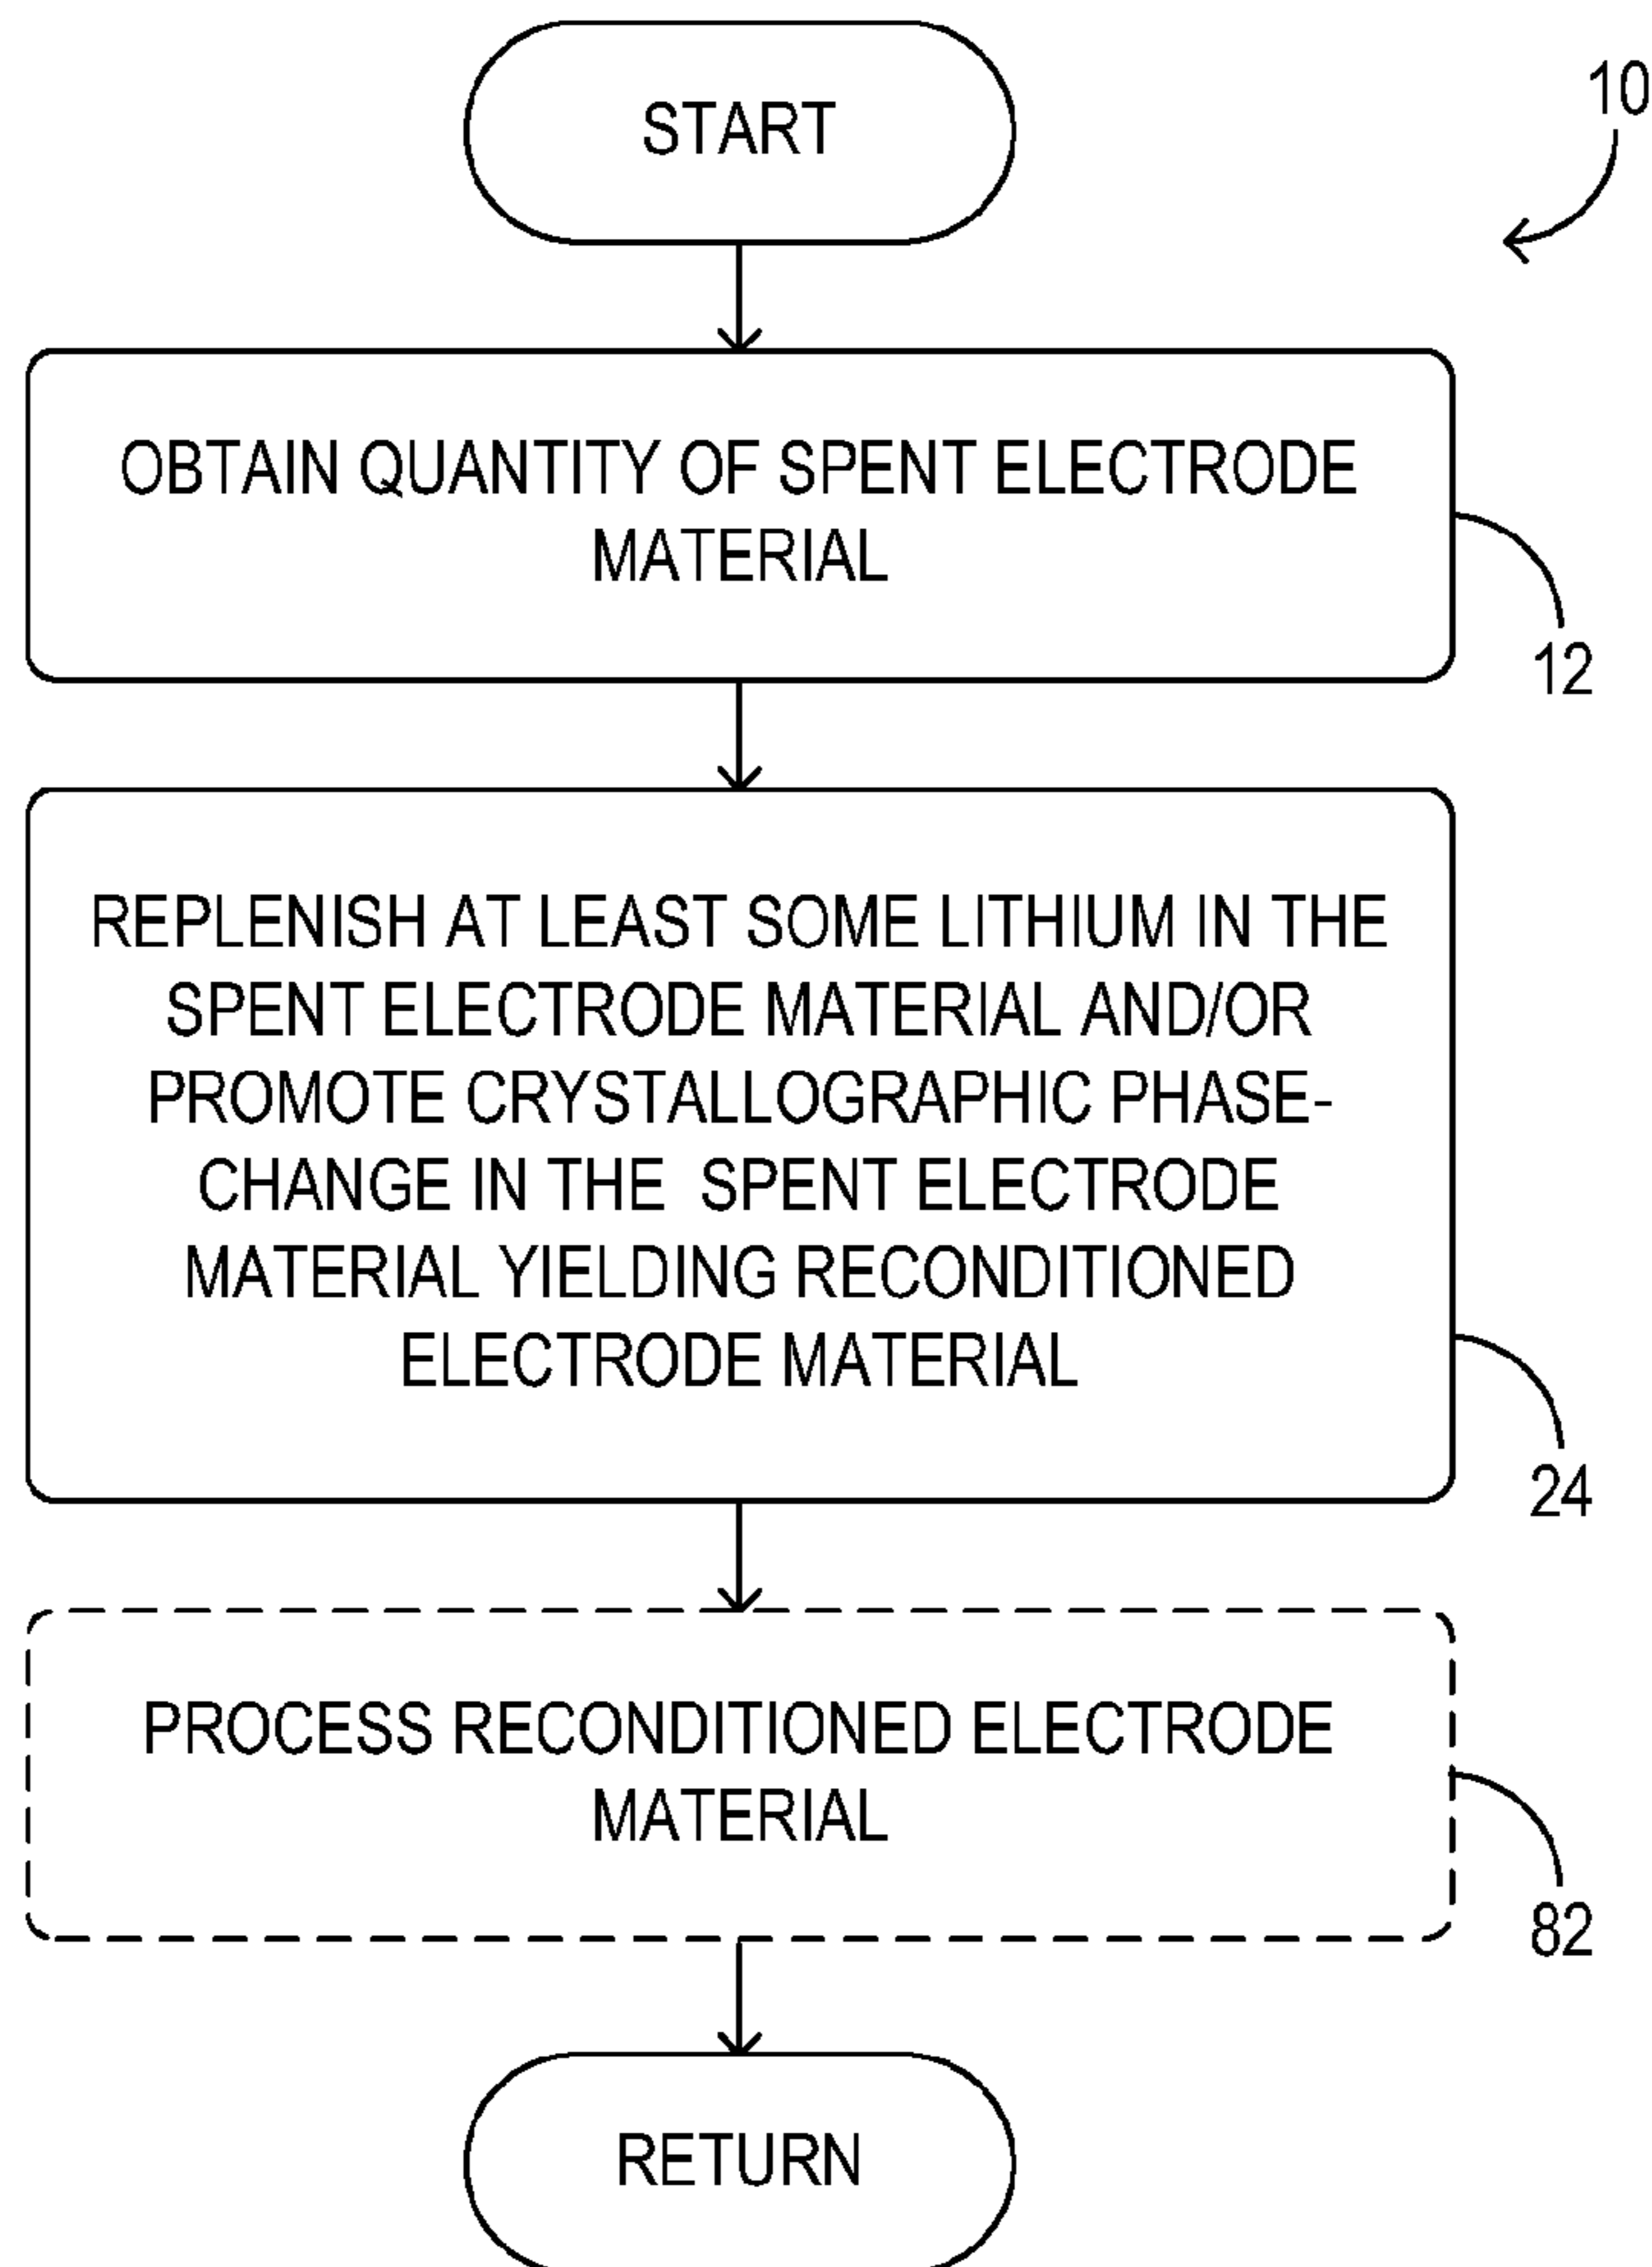 START
10
OBTAIN QUANTITY OF SPENT ELECTRODE
MATERIAL
12
REPLENISH AT LEAST SOME LITHIUM IN THE
SPENT ELECTRODE MATERIAL AND/OR
PROMOTE CRYSTALLOGRAPHIC PHASE-
CHANGE IN THE  SPENT ELECTRODE
MATERIAL YIELDING RECONDITIONED
ELECTRODE MATERIAL
24
PROCESS RECONDITIONED ELECTRODE
MATERIAL
82
RETURN